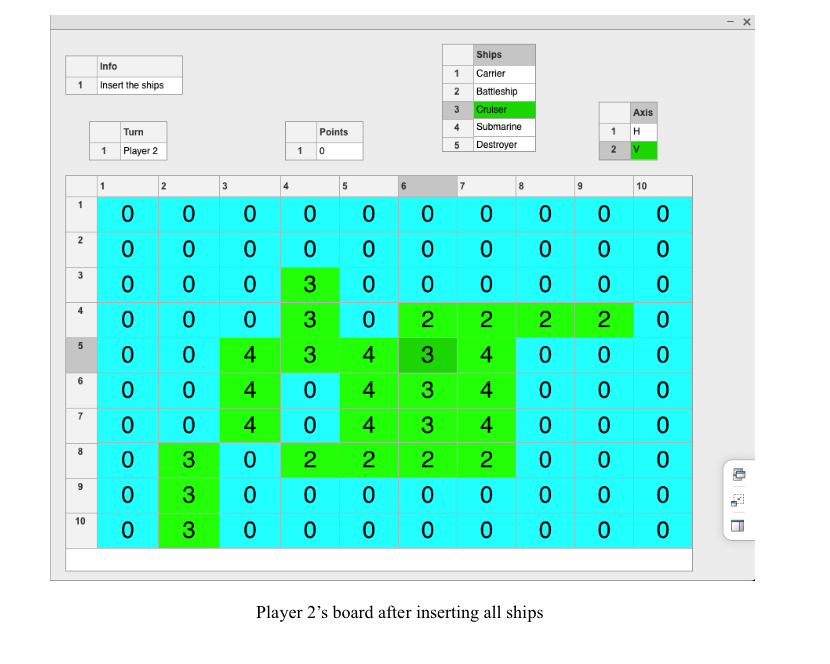 Info
1 Insert the ships
Ships
1 Carrier
2 Battleship
3 Cruiser
4 Submarine
5 Destroyer
Axis
1 H
2 V
Turn
1 Player 2
Points
1 0
1 2 3 4 5 6 7 8 9 10
1 0 0 0 0 0 0 0 0 0 0
2 0 0 0 0 0 0 0 0 0 0
3 0 0 0 3 0 0 0 0 0 0
4 0 0 0 3 0 2 2 2 2 0
5 0 0 4 3 4 3 4 0 0 0
6 0 0 4 0 4 3 4 0 0 0
7 0 0 4 0 4 3 4 0 0 0
8 0 3 0 2 2 2 2 0 0 0
9 0 3 0 0 0 0 0 0 0 0
10 0 3 0 0 0 0 0 0 0 0
Player 2’s board after inserting all ships